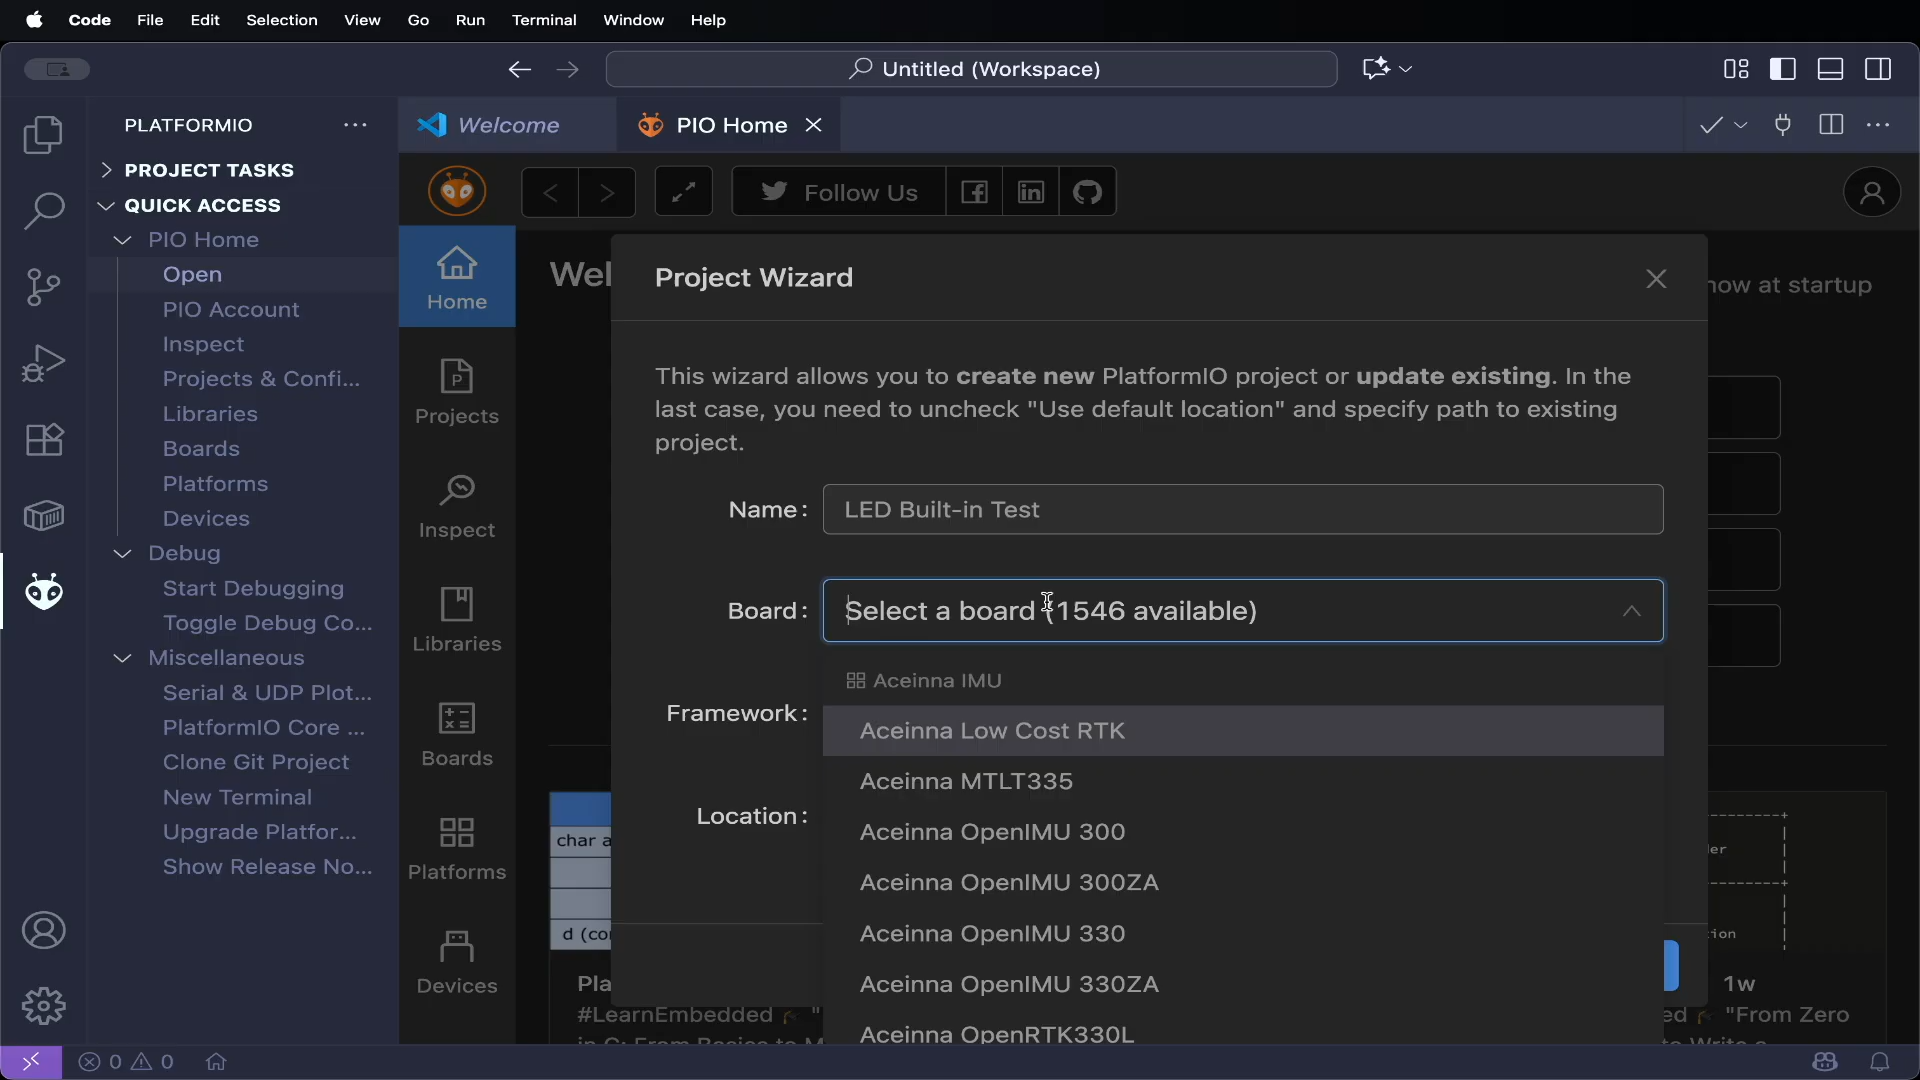 Code File Edit Selection View Go Run Terminal Window Help
Untitled (Workspace)
PLATFORMIO
PROJECT TASKS
QUICK ACCESS
PIO Home
Open
PIO Account
Inspect
Projects & Confi...
Libraries
Boards
Platforms
Devices
Debug
Start Debugging
Toggle Debug Co...
Miscellaneous
Serial & UDP Plot...
PlatformIO Core ...
Clone Git Project
New Terminal
Upgrade Platfor...
Show Release No...
Welcome
PIO Home
Follow Us
Home
Projects
Inspect
Libraries
Boards
Platforms
Devices
Wel
how at startup
Project Wizard
This wizard allows you to create new PlatformIO project or update existing. In the
last case, you need to uncheck "Use default location" and specify path to existing
project.
Name:
LED Built-in Test
Board:
Select a board (1546 available)
Framework:
Location:
Aceinna IMU
Aceinna Low Cost RTK
Aceinna MTLT335
Aceinna OpenIMU 300
Aceinna OpenIMU 300ZA
Aceinna OpenIMU 330
Aceinna OpenIMU 330ZA
Aceinna OpenRTK330L
char a
d (con
Pla
#LearnEmbedded "
der
tion
1w
ed "From Zero
0 0